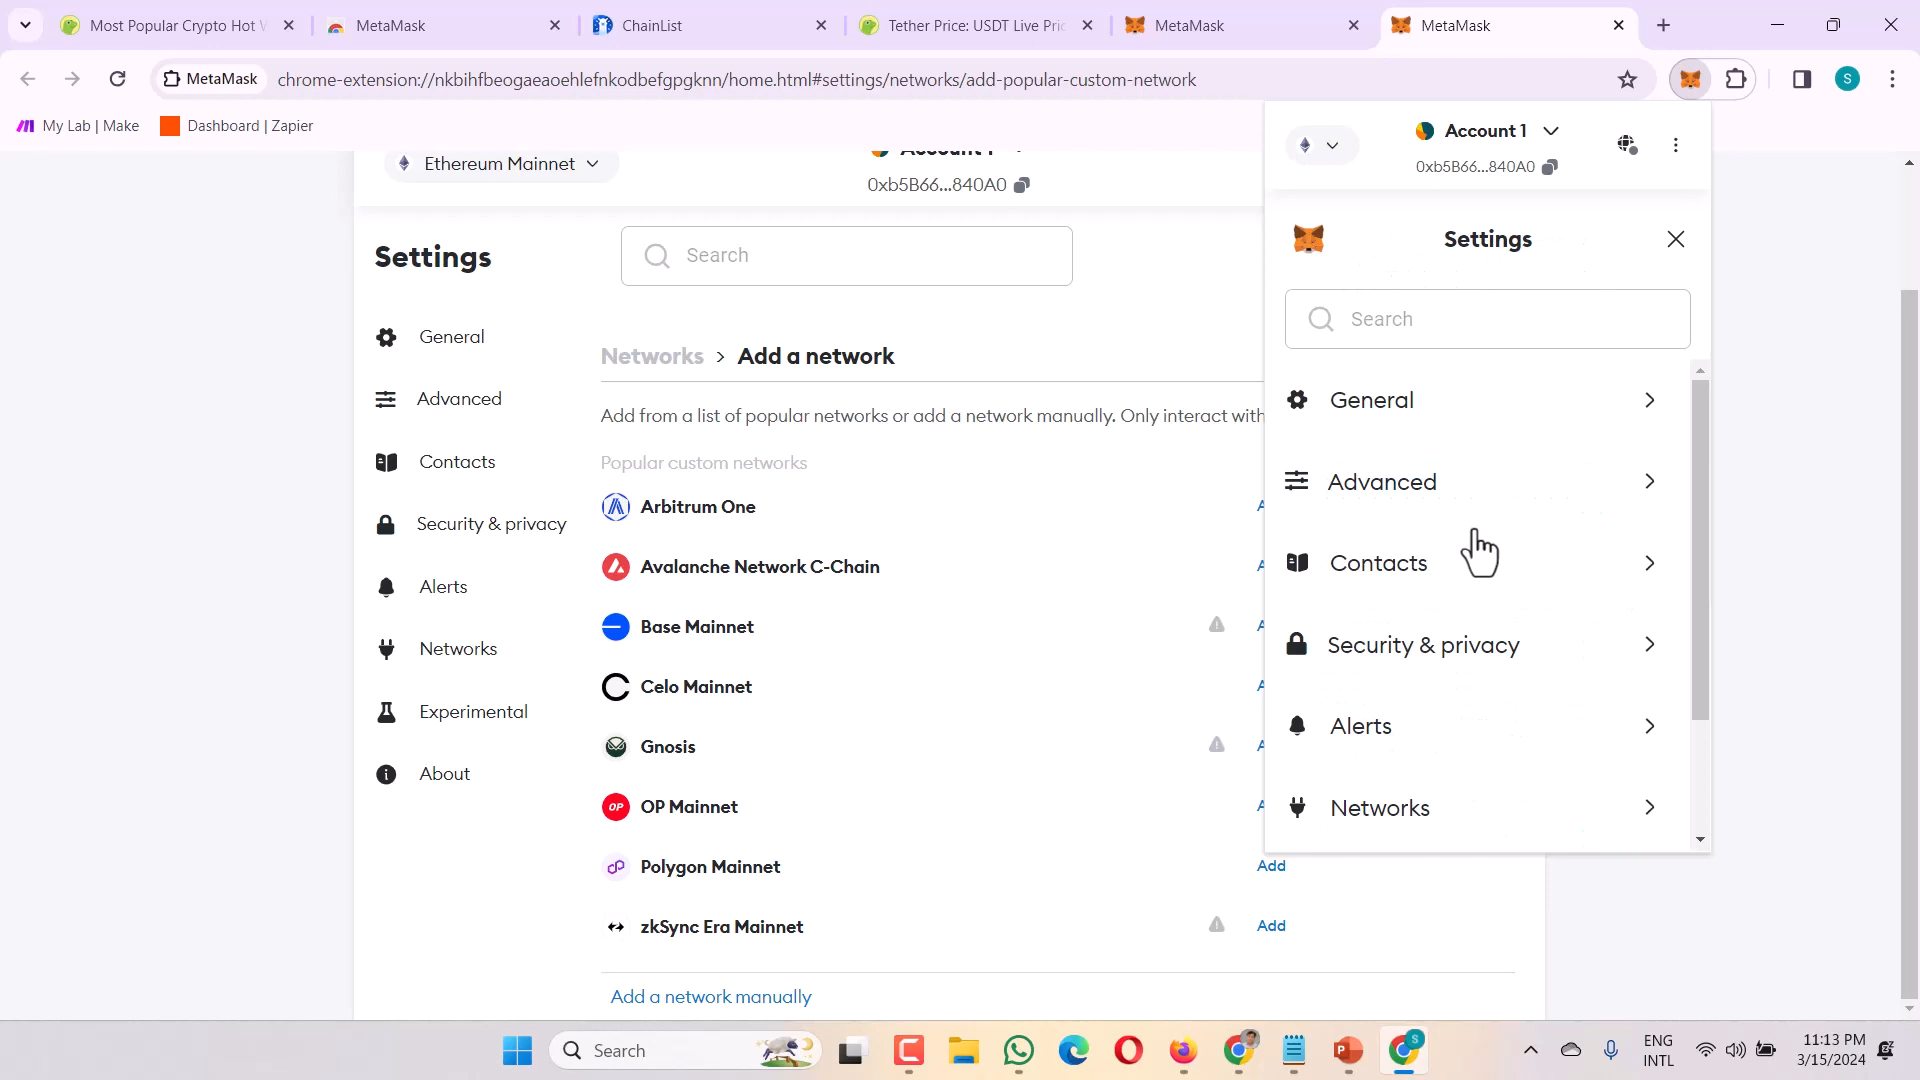 Most Popular Crypto Hot W
MetaMask
ChainList
Tether Price: USDT Live Pric
MetaMask
MetaMask
MetaMask
chrome-extension://nkbihfbeogaeaoehlefnkodbefgpgknn/home.html#settings/networks/add-popular-custom-network
S
My Lab | Make
Dashboard | Zapier
Ethereum Mainnet
Account 1
0xb5B66...840A0
Settings
Search
General
Advanced
Contacts
Security & privacy
Alerts
Networks
Experimental
About
Networks > Add a network
Add from a list of popular networks or add a network manually. Only interact with
Popular custom networks
Arbitrum One
Avalanche Network C-Chain
Base Mainnet
Celo Mainnet
Gnosis
OP
OP Mainnet
Polygon Mainnet
Add
zkSync Era Mainnet
Add
Add a network manually
Account 1
0xb5B66...840A0
Settings
Search
General
Advanced
Contacts
Security & privacy
Alerts
Networks
Search
S
ENG
INTL
11:13 PM
3/15/2024